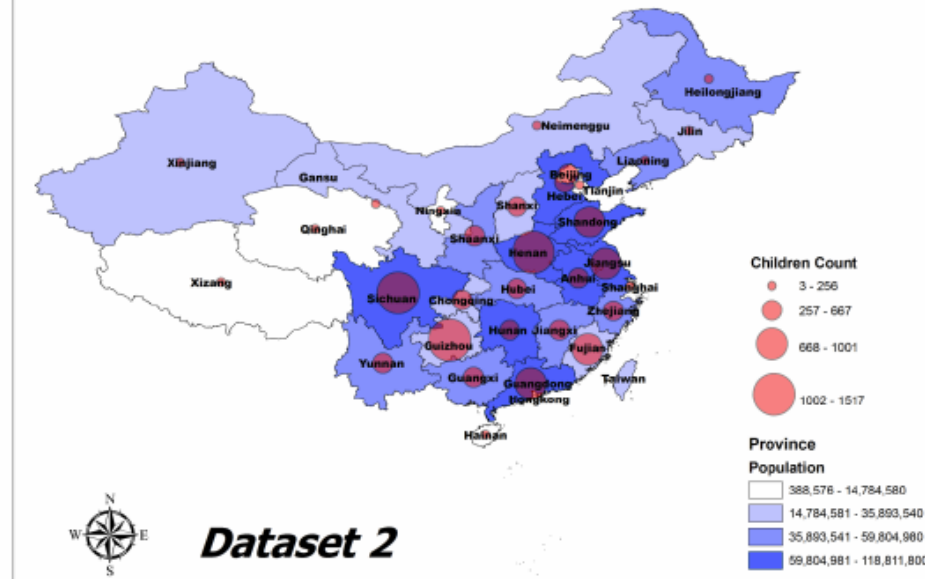 Heilongjiang
Neimenggu
Jilin
Xinjiang
Liaoning
Gansu
Beijing
Tianjin
Hebei
Ningxia
Shanxi
Qinghai
Shandong
Shaanxi
Henan
Jiangsu
Xizang
Anhai
Shanghai
Sichuan
Chongqing
Hubei
Zhejiang
Hunan
Jiangxi
Guizhou
Fujian
Yunnan
Guangxi
Guangdong
Taiwan
Hongkong
Hainan
Children Count
3 - 256
257 - 667
668 - 1001
1002 - 1517
Province
Population
388,576 - 14,784,580
14,784,581 - 35,893,540
35,893,541 - 59,804,980
59,804,981 - 118,811,800
N
W E
S
Dataset 2